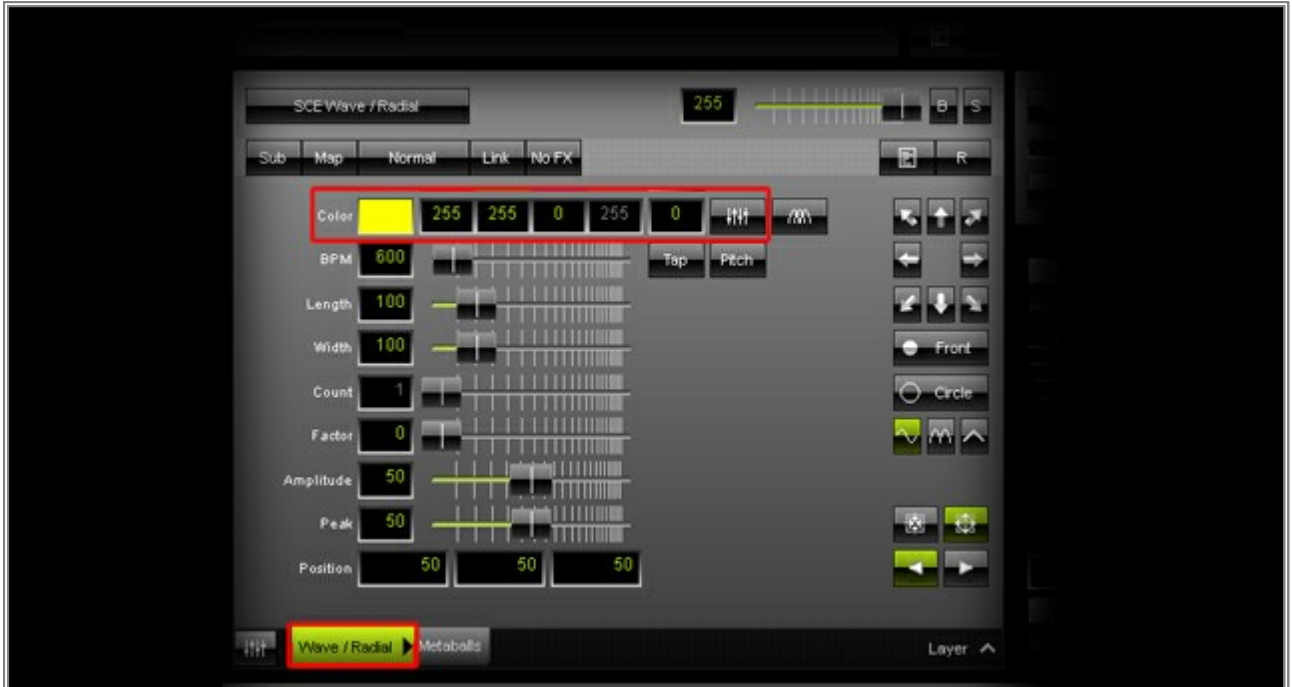 SCE Wave / Radial 255 B S
Sub Map Normal Link No FX R
Color 255 255 0 255 0
BPM 600 Tap Pitch
Length 100
Width 100 Front
Count 1 Circle
Factor 0
Amplitude 50
Peak 50
Position 50 50 50
Wave / Radial Metaballs Layer